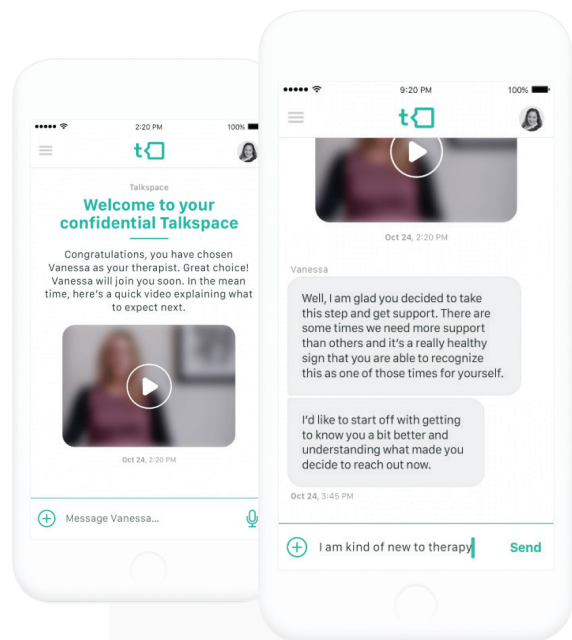 2:20 PM
100%
t
Talkspace
Welcome to your
confidential Talkspace
Congratulations, you have chosen
Vanessa as your therapist. Great choice!
Vanessa will join you soon. In the mean
time, here's a quick video explaining what
to expect next.
Oct 24, 2:20 PM
Message Vanessa...
9:20 PM
100%
t
Oct 24, 2:20 PM
Vanessa
Well, I am glad you decided to take
this step and get support. There are
some times we need more support
than others and it's a really healthy
sign that you are able to recognize
this as one of those times for yourself.
I'd like to start off with getting
to know you a bit better and
understanding what made you
decide to reach out now.
Oct 24, 3:45 PM
I am kind of new to therapy
Send